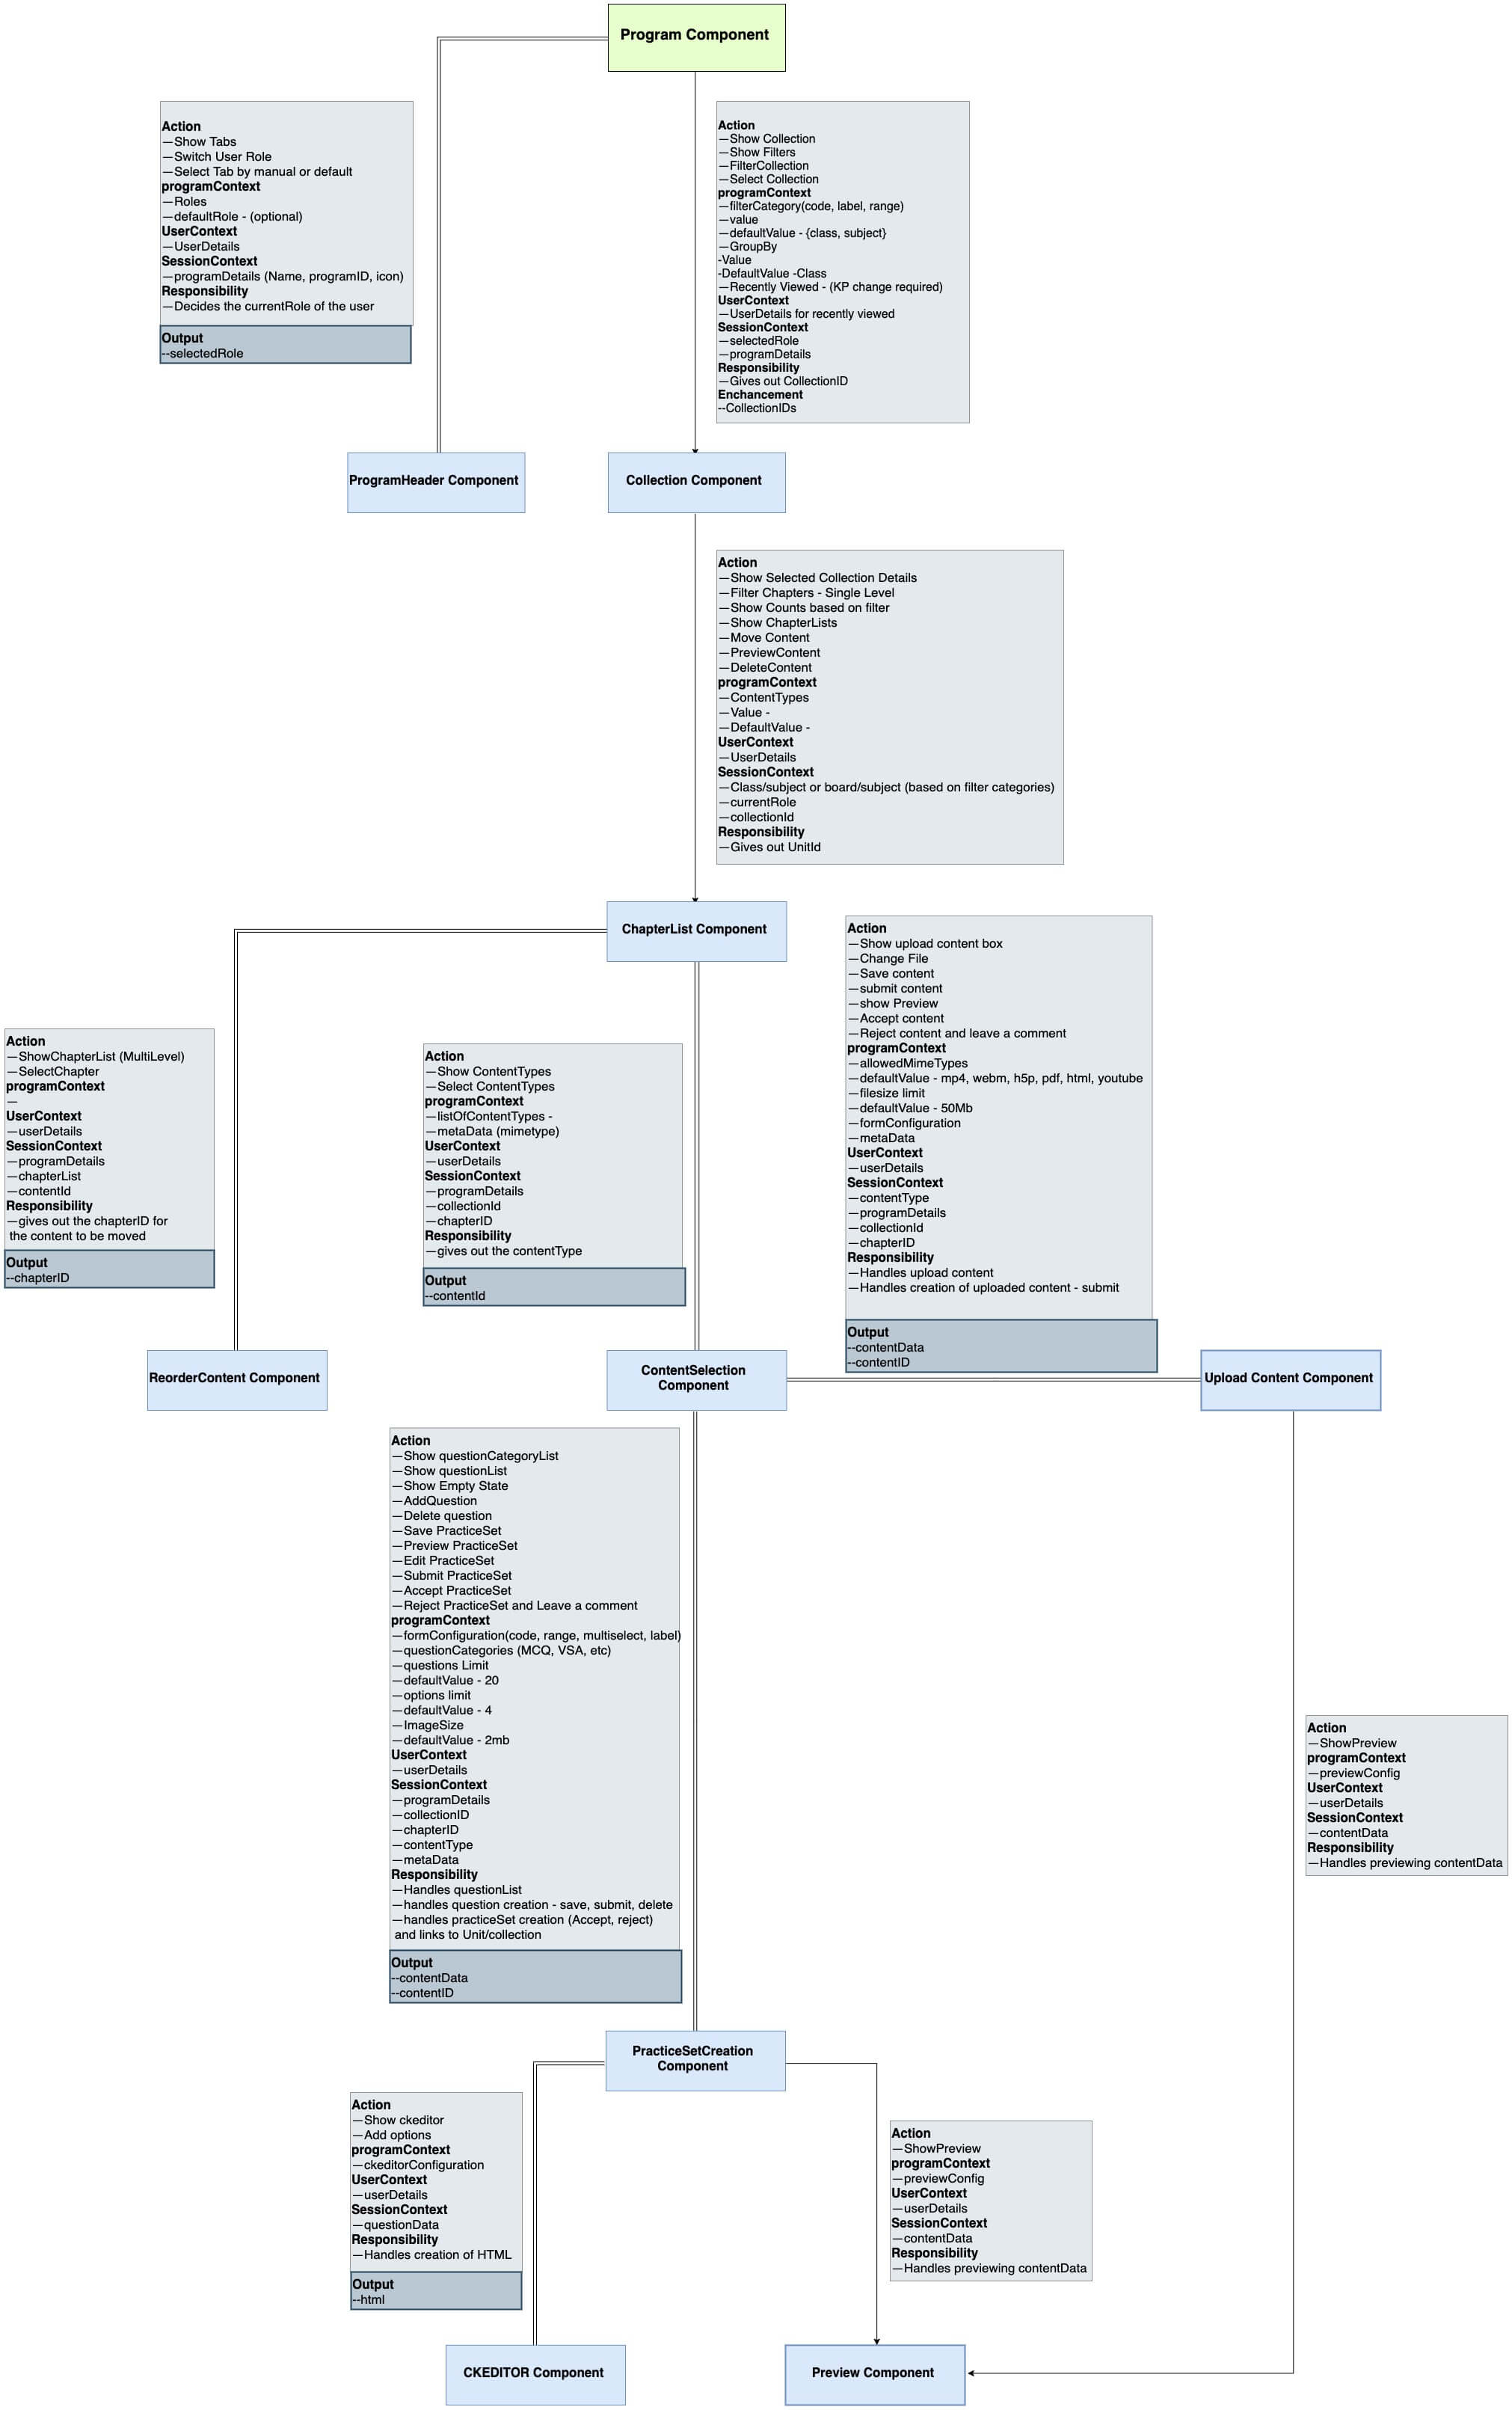 Program Component
Action
—Show Tabs
—Switch User Role
—Select Tab by manual or default
programContext
—Roles
—defaultRole - (optional)
UserContext
—UserDetails
SessionContext
—programDetails (Name, programID, icon)
Responsibility
—Decides the currentRole of the user
Output
--selectedRole
Action
—Show Collection
—Show Filters
—FilterCollection
—Select Collection
programContext
—filterCategory(code, label, range)
—value
—defaultValue - {class, subject}
—GroupBy
-Value
-DefaultValue -Class
—Recently Viewed - (KP change required)
UserContext
—UserDetails for recently viewed
SessionContext
—selectedRole
—programDetails
Responsibility
—Gives out CollectionID
Enchancement
--CollectionIDs
ProgramHeader Component
Collection Component
Action
—Show Selected Collection Details
—Filter Chapters - Single Level
—Show Counts based on filter
—Show ChapterLists
—Move Content
—PreviewContent
—DeleteContent
programContext
—ContentTypes
—Value -
—DefaultValue -
UserContext
—UserDetails
SessionContext
—Class/subject or board/subject (based on filter categories)
—currentRole
—collectionId
Responsibility
—Gives out UnitId
ChapterList Component
Action
—ShowChapterList (MultiLevel)
—SelectChapter
programContext
—
UserContext
—userDetails
SessionContext
—programDetails
—chapterList
—contentId
Responsibility
—gives out the chapterID for
the content to be moved
Output
--chapterID
Action
—Show ContentTypes
—Select ContentTypes
programContext
—listOfContentTypes -
—metaData (mimetype)
UserContext
—userDetails
SessionContext
—programDetails
—collectionId
—chapterID
Responsibility
—gives out the contentType
Output
--contentId
Action
—Show upload content box
—Change File
—Save content
—submit content
—show Preview
—Accept content
—Reject content and leave a comment
programContext
—allowedMimeTypes
—defaultValue - mp4, webm, h5p, pdf, html, youtube
—filesize limit
—defaultValue - 50Mb
—formConfiguration
—metaData
UserContext
—userDetails
SessionContext
—contentType
—programDetails
—collectionId
—chapterID
Responsibility
—Handles upload content
—Handles creation of uploaded content - submit
Output
--contentData
--contentID
ReorderContent Component
ContentSelection
Component
Upload Content Component
Action
—Show questionCategoryList
—Show questionList
—Show Empty State
—AddQuestion
—Delete question
—Save PracticeSet
—Preview PracticeSet
—Edit PracticeSet
—Submit PracticeSet
—Accept PracticeSet
—Reject PracticeSet and Leave a comment
programContext
—formConfiguration(code, range, multiselect, label)
—questionCategories (MCQ, VSA, etc)
—questions Limit
—defaultValue - 20
—options limit
—defaultValue - 4
—ImageSize
—defaultValue - 2mb
UserContext
—userDetails
SessionContext
—programDetails
—collectionID
—chapterID
—contentType
—metaData
Responsibility
—Handles questionList
—handles question creation - save, submit, delete
—handles practiceSet creation (Accept, reject)
and links to Unit/collection
Output
--contentData
--contentID
Action
—ShowPreview
programContext
—previewConfig
UserContext
—userDetails
SessionContext
—contentData
Responsibility
—Handles previewing contentData
PracticeSetCreation
Component
Action
—Show ckeditor
—Add options
programContext
—ckeditorConfiguration
UserContext
—userDetails
SessionContext
—questionData
Responsibility
—Handles creation of HTML
Output
--html
Action
—ShowPreview
programContext
—previewConfig
UserContext
—userDetails
SessionContext
—contentData
Responsibility
—Handles previewing contentData
CKEDITOR Component
Preview Component